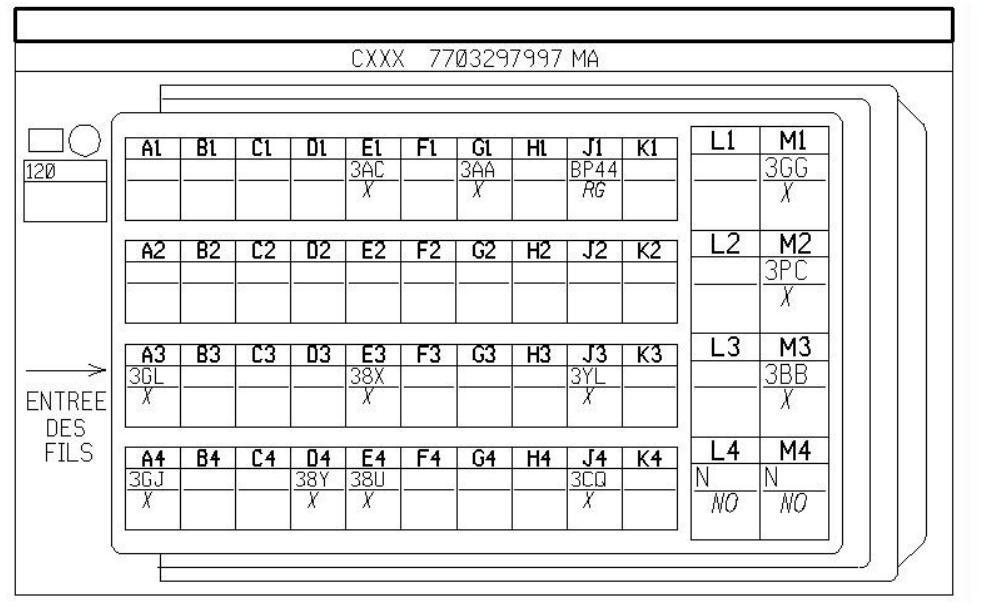 CXXX 7703297997 MA
120
A1 B1 C1 D1 E1 F1 G1 H1 J1 K1 L1 M1
3AC 3AA BP44 3GG
X X RG X
A2 B2 C2 D2 E2 F2 G2 H2 J2 K2 L2 M2
3PC
X
A3 B3 C3 D3 E3 F3 G3 H3 J3 K3 L3 M3
3GL 38X 3YL 3BB
X X X X
ENTREE
DES
FILS
A4 B4 C4 D4 E4 F4 G4 H4 J4 K4 L4 M4
3GJ 38Y 38U 3CQ N N
X X X X NO NO